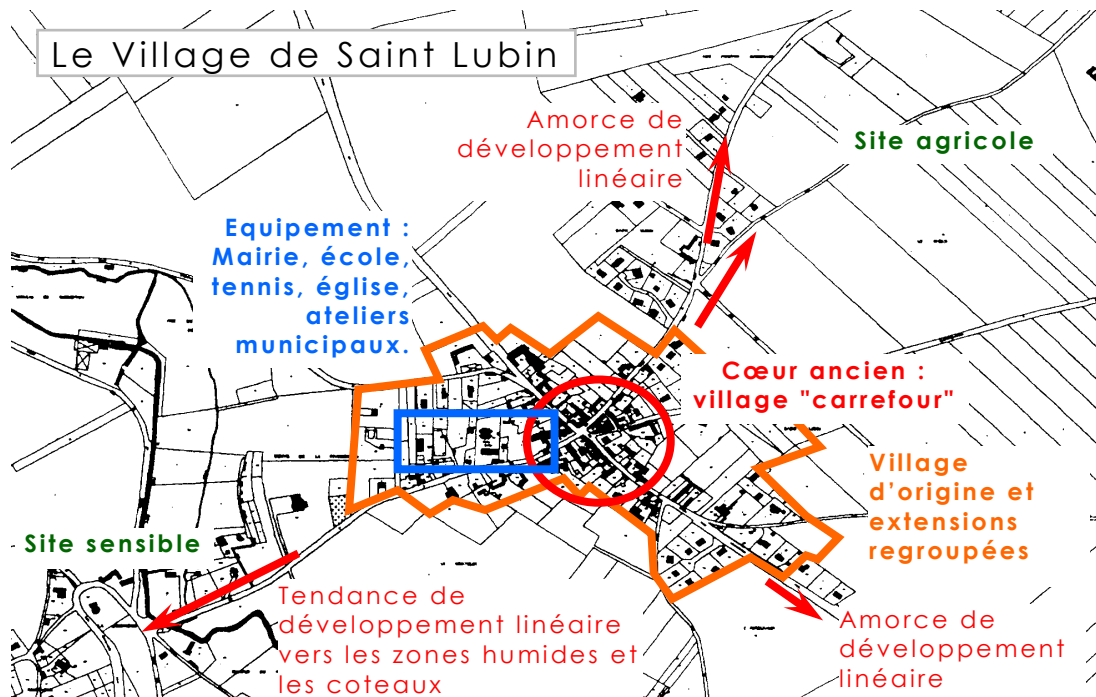 Le Village de Saint Lubin
Amorce de
développement
linéaire
Site agricole
Equipement :
Mairie, école,
tennis, église,
ateliers
municipaux.
Cœur ancien :
village "carrefour"
Village
d’origine et
extensions
regroupées
Site sensible
Tendance de
développement linéaire
vers les zones humides et
les coteaux
Amorce de
développement
linéaire